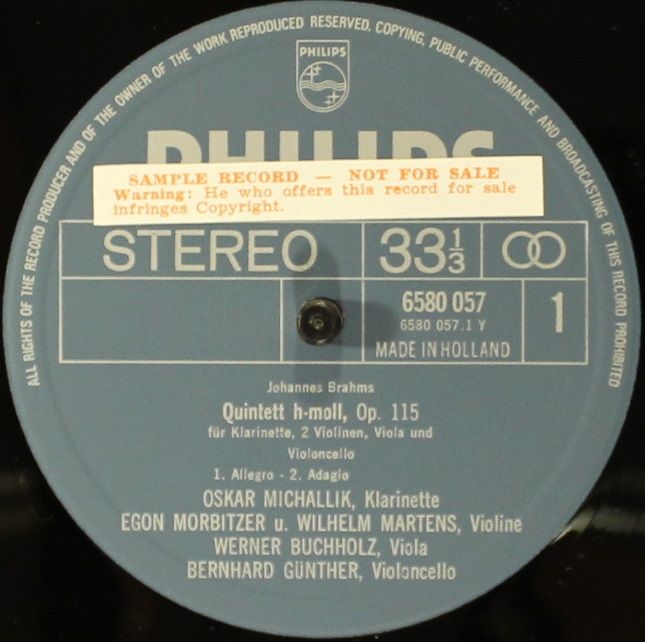 ALL RIGHTS OF THE RECORD PRODUCER AND OF THE OWNER OF THE WORK REPRODUCED RESERVED. COPYING, PUBLIC PERFORMANCE AND BROADCASTING OF THIS RECORD PROHIBITED
PHILIPS
PHILIPS
SAMPLE RECORD — NOT FOR SALE
Warning: He who offers this record for sale
infringes Copyright.
STEREO 33⅓
6580 057 1
6580 057.1 Y
MADE IN HOLLAND
Johannes Brahms
Quintett h-moll, Op. 115
für Klarinette, 2 Violinen, Viola und
Violoncello
1. Allegro - 2. Adagio
OSKAR MICHALLIK, Klarinette
EGON MORBITZER u. WILHELM MARTENS, Violine
WERNER BUCHHOLZ, Viola
BERNHARD GÜNTHER, Violoncello